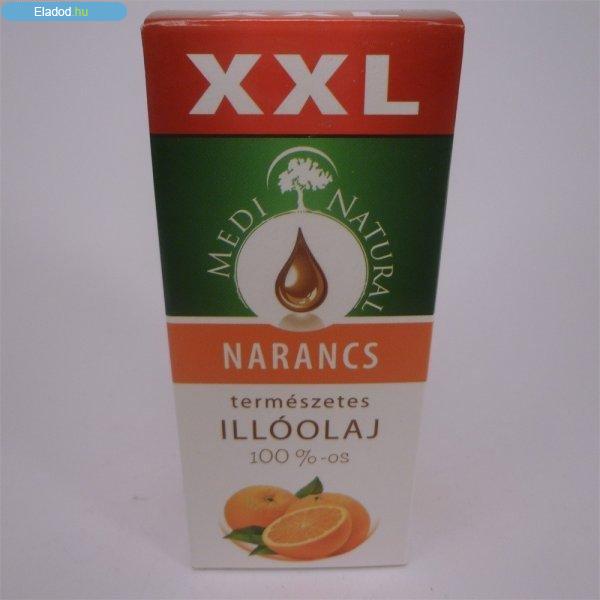 Eladod.hu
XXL
MEDI NATURAL
NARANCS
természetes
ILLÓOLAJ
100 %-os